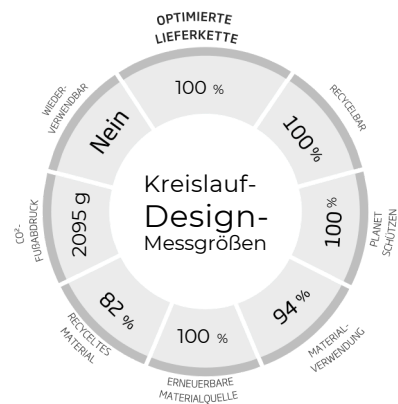 OPTIMIERTE
LIEFERKETTE
100 %
RECYCELBAR
100 %
PLANET
SCHÜTZEN
100 %
MATERIAL-
VERWENDUNG
94 %
ERNEUERBARE
MATERIALQUELLE
100 %
RECYCELTES
MATERIAL
82 %
CO²-
FUẞABDRUCK
2095 g
WIEDER-
VERWENDBAR
Nein
Kreislauf-
Design-
Messgrößen